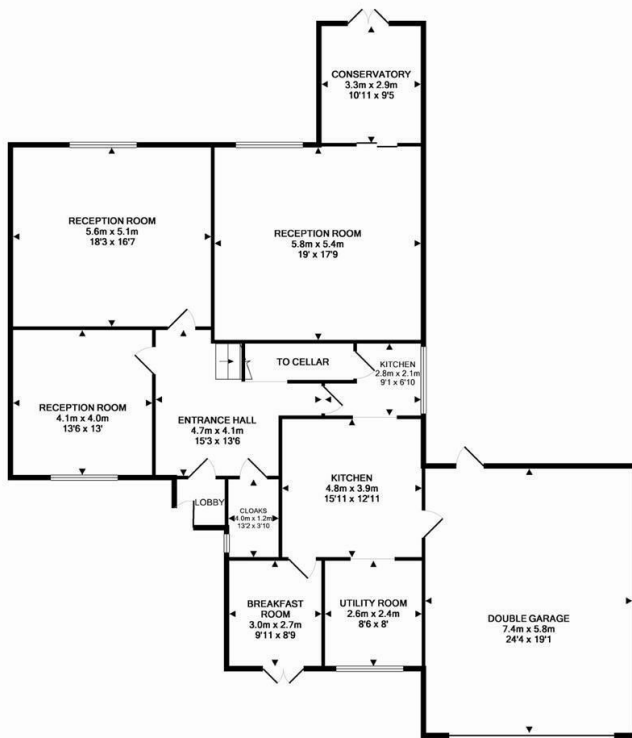 CONSERVATORY
3.3m x 2.9m
10'11 x 9'5
RECEPTION ROOM
5.6m x 5.1m
18'3 x 16'7
RECEPTION ROOM
5.8m x 5.4m
19' x 17'9
TO CELLAR
KITCHEN
2.8m x 2.1m
9'1 x 6'10
RECEPTION ROOM
4.1m x 4.0m
13'6 x 13'
ENTRANCE HALL
4.7m x 4.1m
15'3 x 13'6
KITCHEN
4.8m x 3.9m
15'11 x 12'11
LOBBY
CLOAKS
4.0m x 1.2m
13'2 x 3'10
BREAKFAST
ROOM
3.0m x 2.7m
9'11 x 8'9
UTILITY ROOM
2.6m x 2.4m
8'6 x 8'
DOUBLE GARAGE
7.4m x 5.8m
24'4 x 19'1